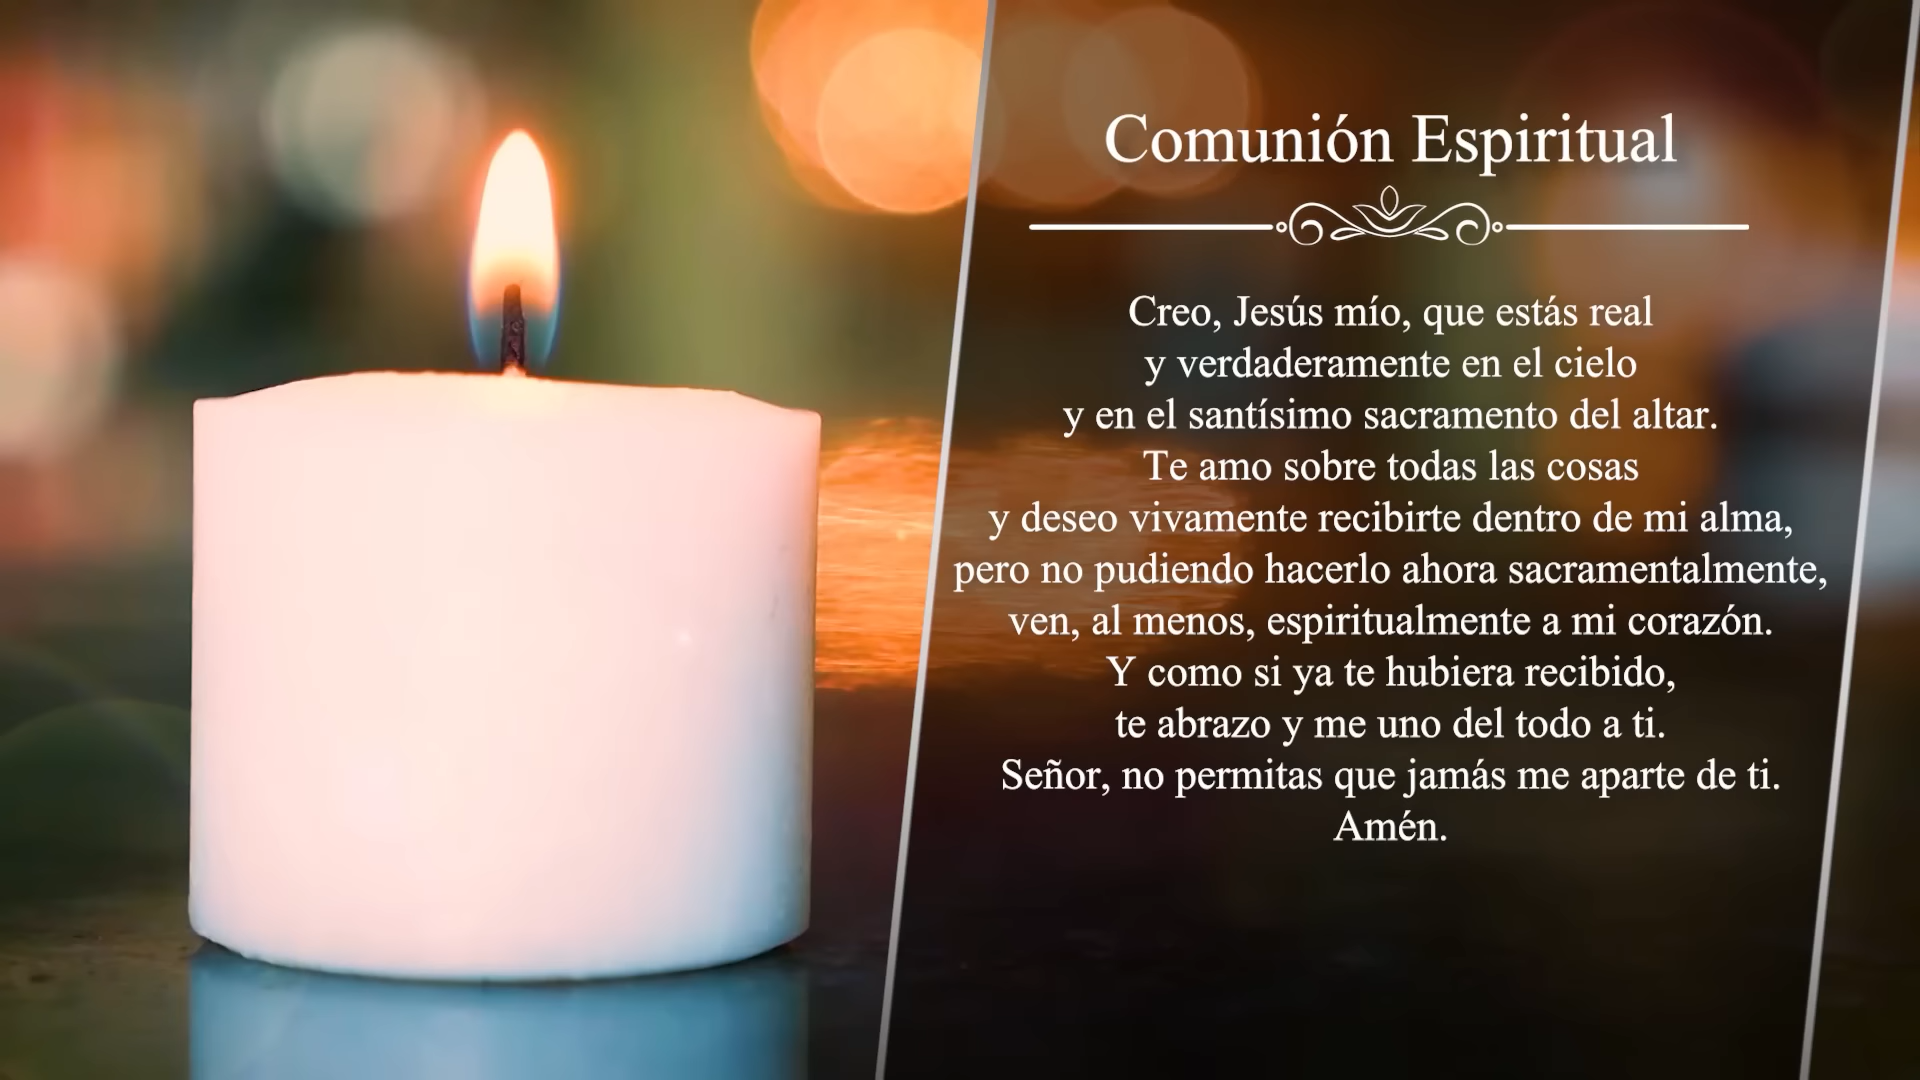 Comunión Espiritual
Creo, Jesús mío, que estás real
y verdaderamente en el cielo
y en el santísimo sacramento del altar.
Te amo sobre todas las cosas
y deseo vivamente recibirte dentro de mi alma,
pero no pudiendo hacerlo ahora sacramentalmente,
ven, al menos, espiritualmente a mi corazón.
Y como si ya te hubiera recibido,
te abrazo y me uno del todo a ti.
Señor, no permitas que jamás me aparte de ti.
Amén.